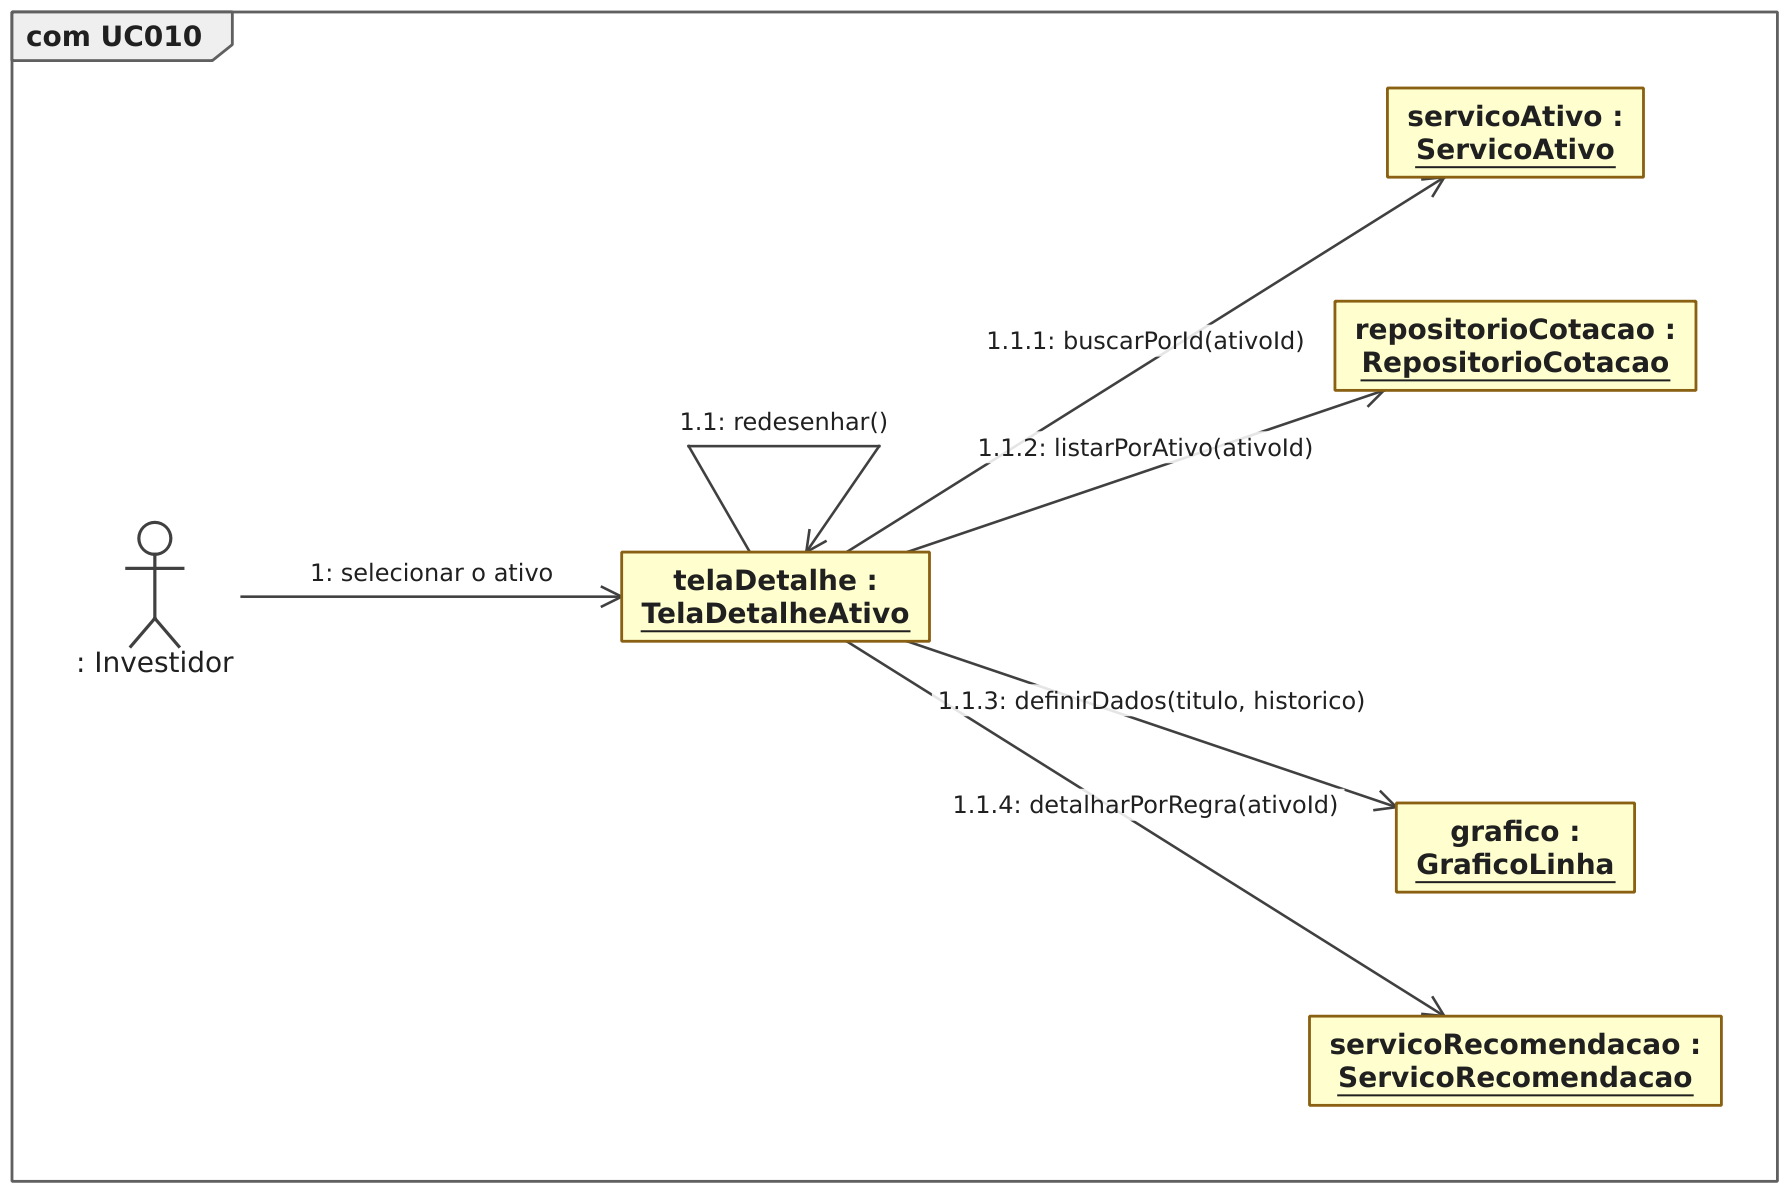 com UC010
servicoAtivo :
ServicoAtivo
repositorioCotacao :
RepositorioCotacao
1.1.1: buscarPorId(ativoId)
1.1: redesenhar()
1.1.2: listarPorAtivo(ativoId)
1: selecionar o ativo
telaDetalhe :
TelaDetalheAtivo
: Investidor
1.1.3: definirDados(titulo, historico)
1.1.4: detalharPorRegra(ativoId)
grafico :
GraficoLinha
servicoRecomendacao :
ServicoRecomendacao